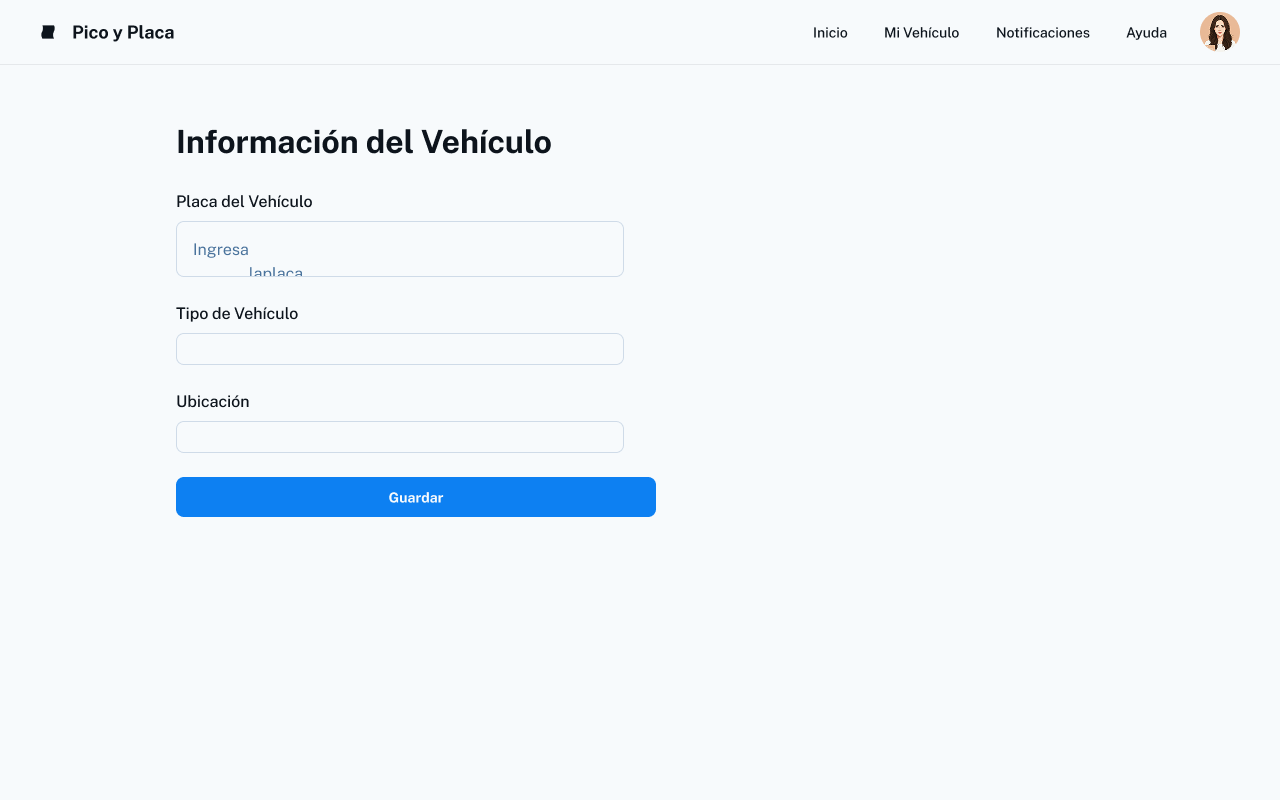 Pico y Placa
Inicio
Mi Vehículo
Notificaciones
Ayuda
Información del Vehículo
Placa del Vehículo
Ingresa
laplaca
Tipo de Vehículo
Ubicación
Guardar